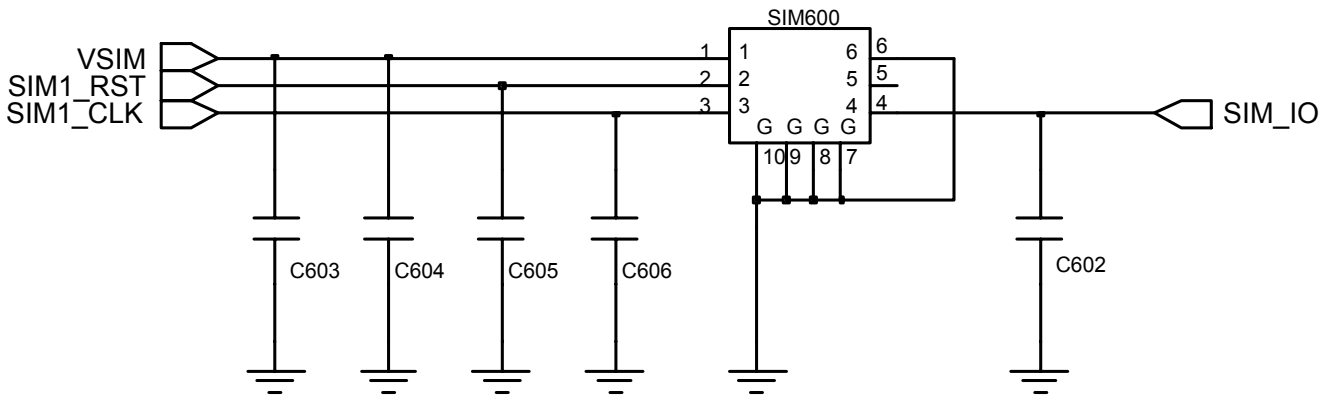 SIM600
VSIM
SIM1_RST
SIM1_CLK
1 1 6 6
2 2 5 5
3 3 4 4
SIM_IO
G G G G
10 9 8 7
C603
C604
C605
C606
C602